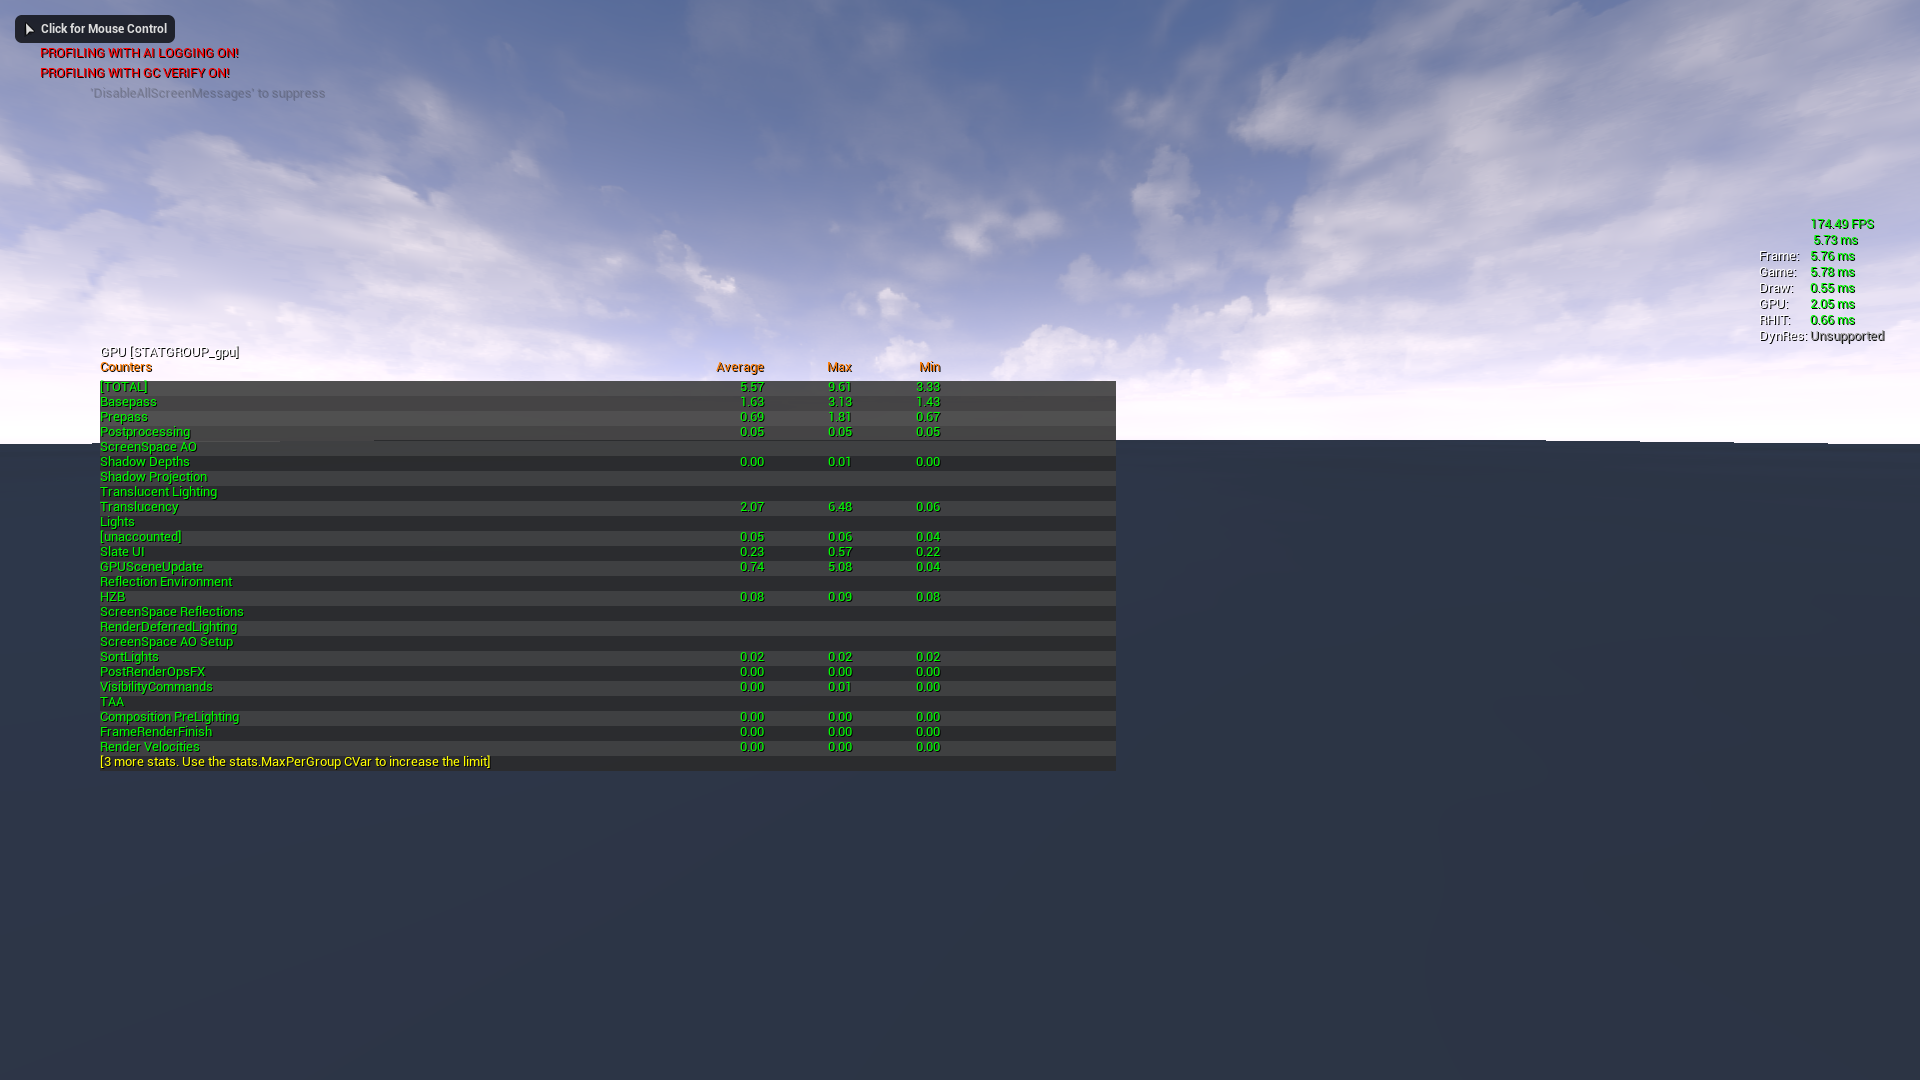 Click for Mouse Control
PROFILING WITH AI LOGGING ON!
PROFILING WITH GC VERIFY ON!
'DisableAllScreenMessages' to suppress
174.49 FPS
5.73 ms
Frame: 5.76 ms
Game: 5.78 ms
Draw: 0.55 ms
GPU: 2.05 ms
RHIT: 0.66 ms
DynRes: Unsupported
GPU [STATGROUP_gpu]
Counters Average Max Min
[TOTAL] 5.57 9.61 3.33
Basepass 1.63 3.13 1.43
Prepass 0.69 1.81 0.67
Postprocessing 0.05 0.05 0.05
ScreenSpace AO
Shadow Depths 0.00 0.01 0.00
Shadow Projection
Translucent Lighting
Translucency 2.07 6.48 0.06
Lights
[unaccounted] 0.05 0.06 0.04
Slate UI 0.23 0.57 0.22
GPUSceneUpdate 0.74 5.08 0.04
Reflection Environment
HZB 0.08 0.09 0.08
ScreenSpace Reflections
RenderDeferredLighting
ScreenSpace AO Setup
SortLights 0.02 0.02 0.02
PostRenderOpsFX 0.00 0.00 0.00
VisibilityCommands 0.00 0.01 0.00
TAA
Composition PreLighting 0.00 0.00 0.00
FrameRenderFinish 0.00 0.00 0.00
Render Velocities 0.00 0.00 0.00
[3 more stats. Use the stats.MaxPerGroup CVar to increase the limit]